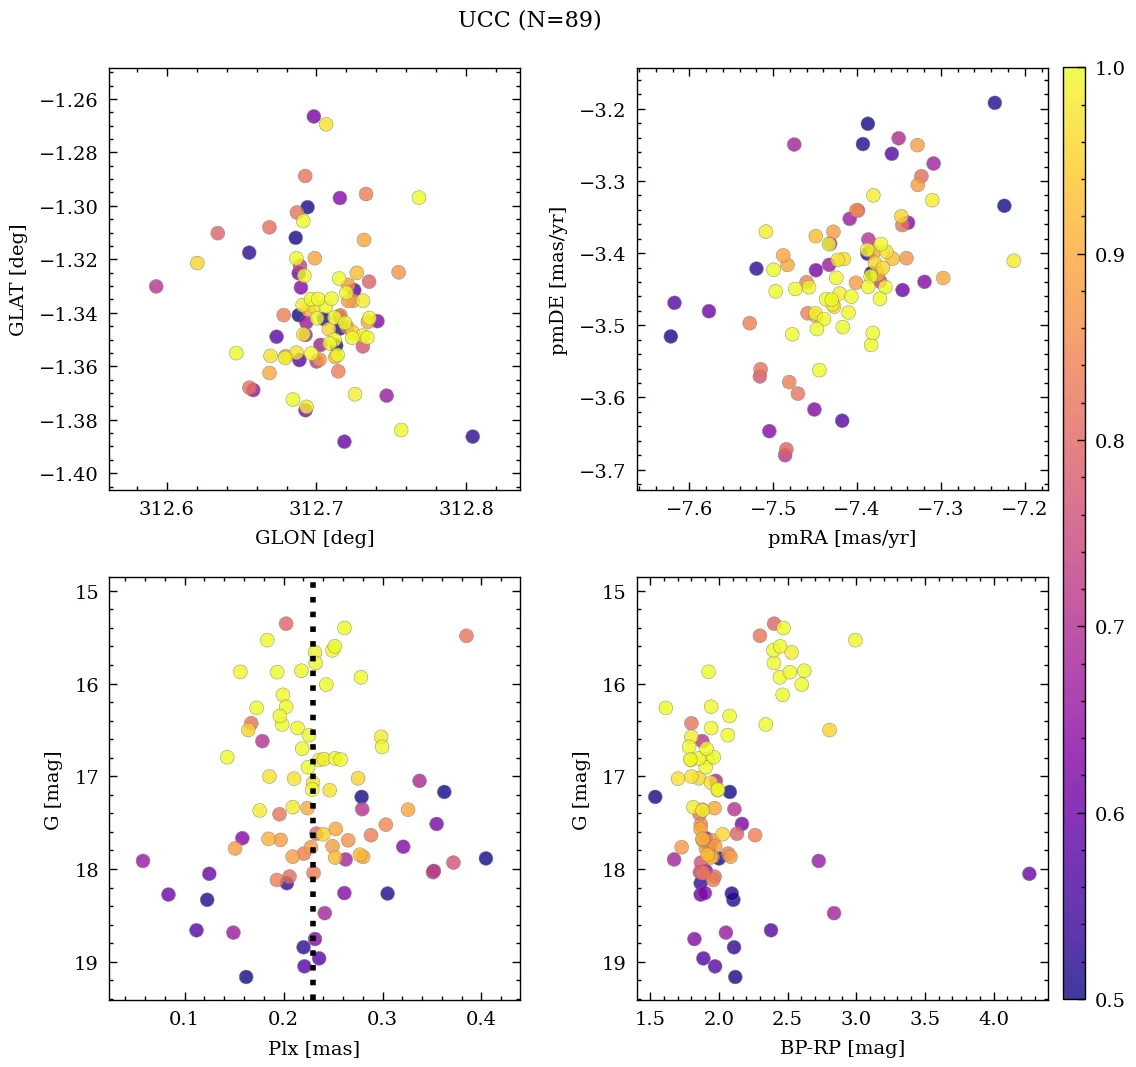 UCC (N=89)
−1.26
−1.28
−1.30
−1.32
−1.34
−1.36
−1.38
−1.40
GLAT [deg]
312.6 312.7 312.8
GLON [deg]
−3.2
−3.3
−3.4
−3.5
−3.6
−3.7
pmDE [mas/yr]
−7.6 −7.5 −7.4 −7.3 −7.2
pmRA [mas/yr]
15
16
17
18
19
G [mag]
0.1 0.2 0.3 0.4
Plx [mas]
15
16
17
18
19
G [mag]
1.5 2.0 2.5 3.0 3.5 4.0
BP-RP [mag]
1.0
0.9
0.8
0.7
0.6
0.5